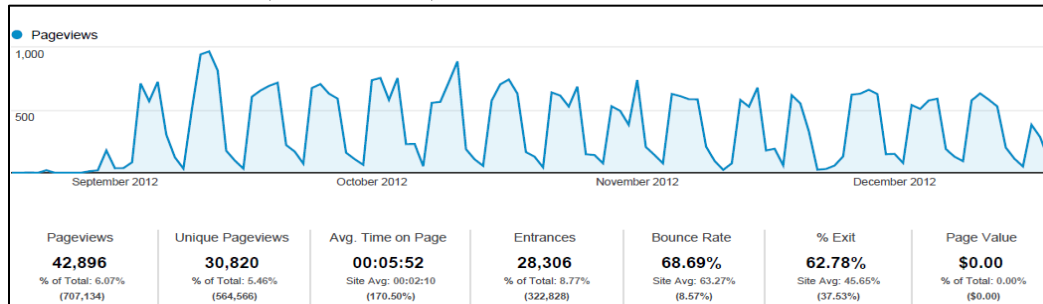 Pageviews
1,000
500
September 2012 October 2012 November 2012 December 2012
Pageviews Unique Pageviews Avg. Time on Page Entrances Bounce Rate % Exit Page Value
42,896 30,820 00:05:52 28,306 68.69% 62.78% $0.00
% of Total: 6.07% % of Total: 5.46% Site Avg: 00:02:10 % of Total: 8.77% Site Avg: 63.27% Site Avg: 45.65% % of Total: 0.00%
(707,134) (564,566) (170.50%) (322,828) (8.57%) (37.53%) ($0.00)